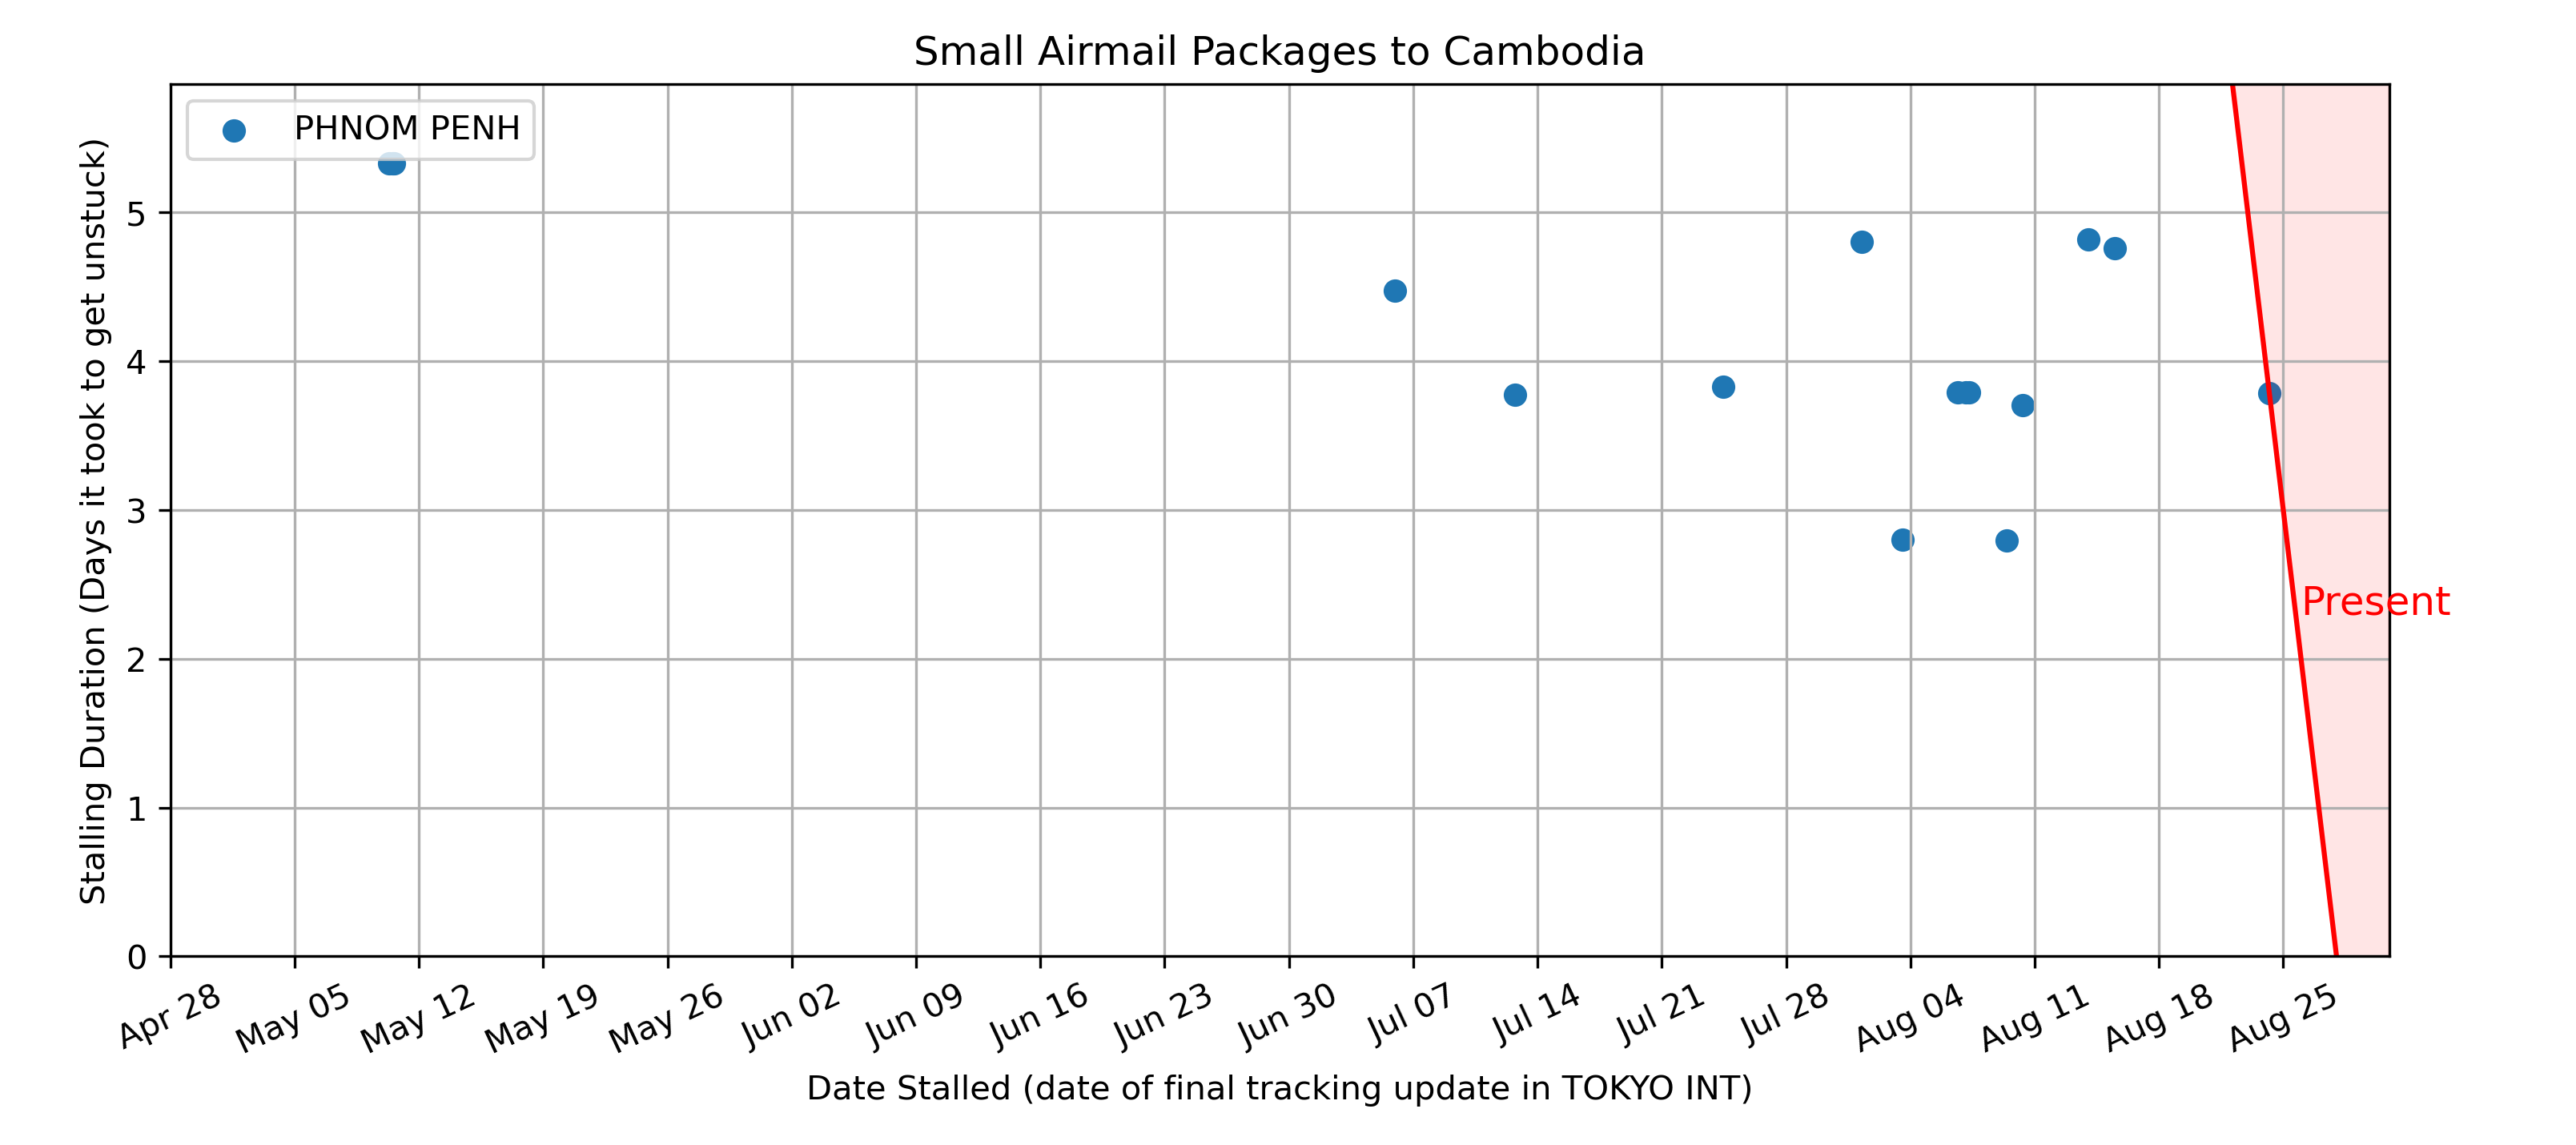 Small Airmail Packages to Cambodia
PHNOM PENH
Stalling Duration (Days it took to get unstuck)
5
4
3
2
1
0
Present
Apr 28
May 05
May 12
May 19
May 26
Jun 02
Jun 09
Jun 16
Jun 23
Jun 30
Jul 07
Jul 14
Jul 21
Jul 28
Aug 04
Aug 11
Aug 18
Aug 25
Date Stalled (date of final tracking update in TOKYO INT)